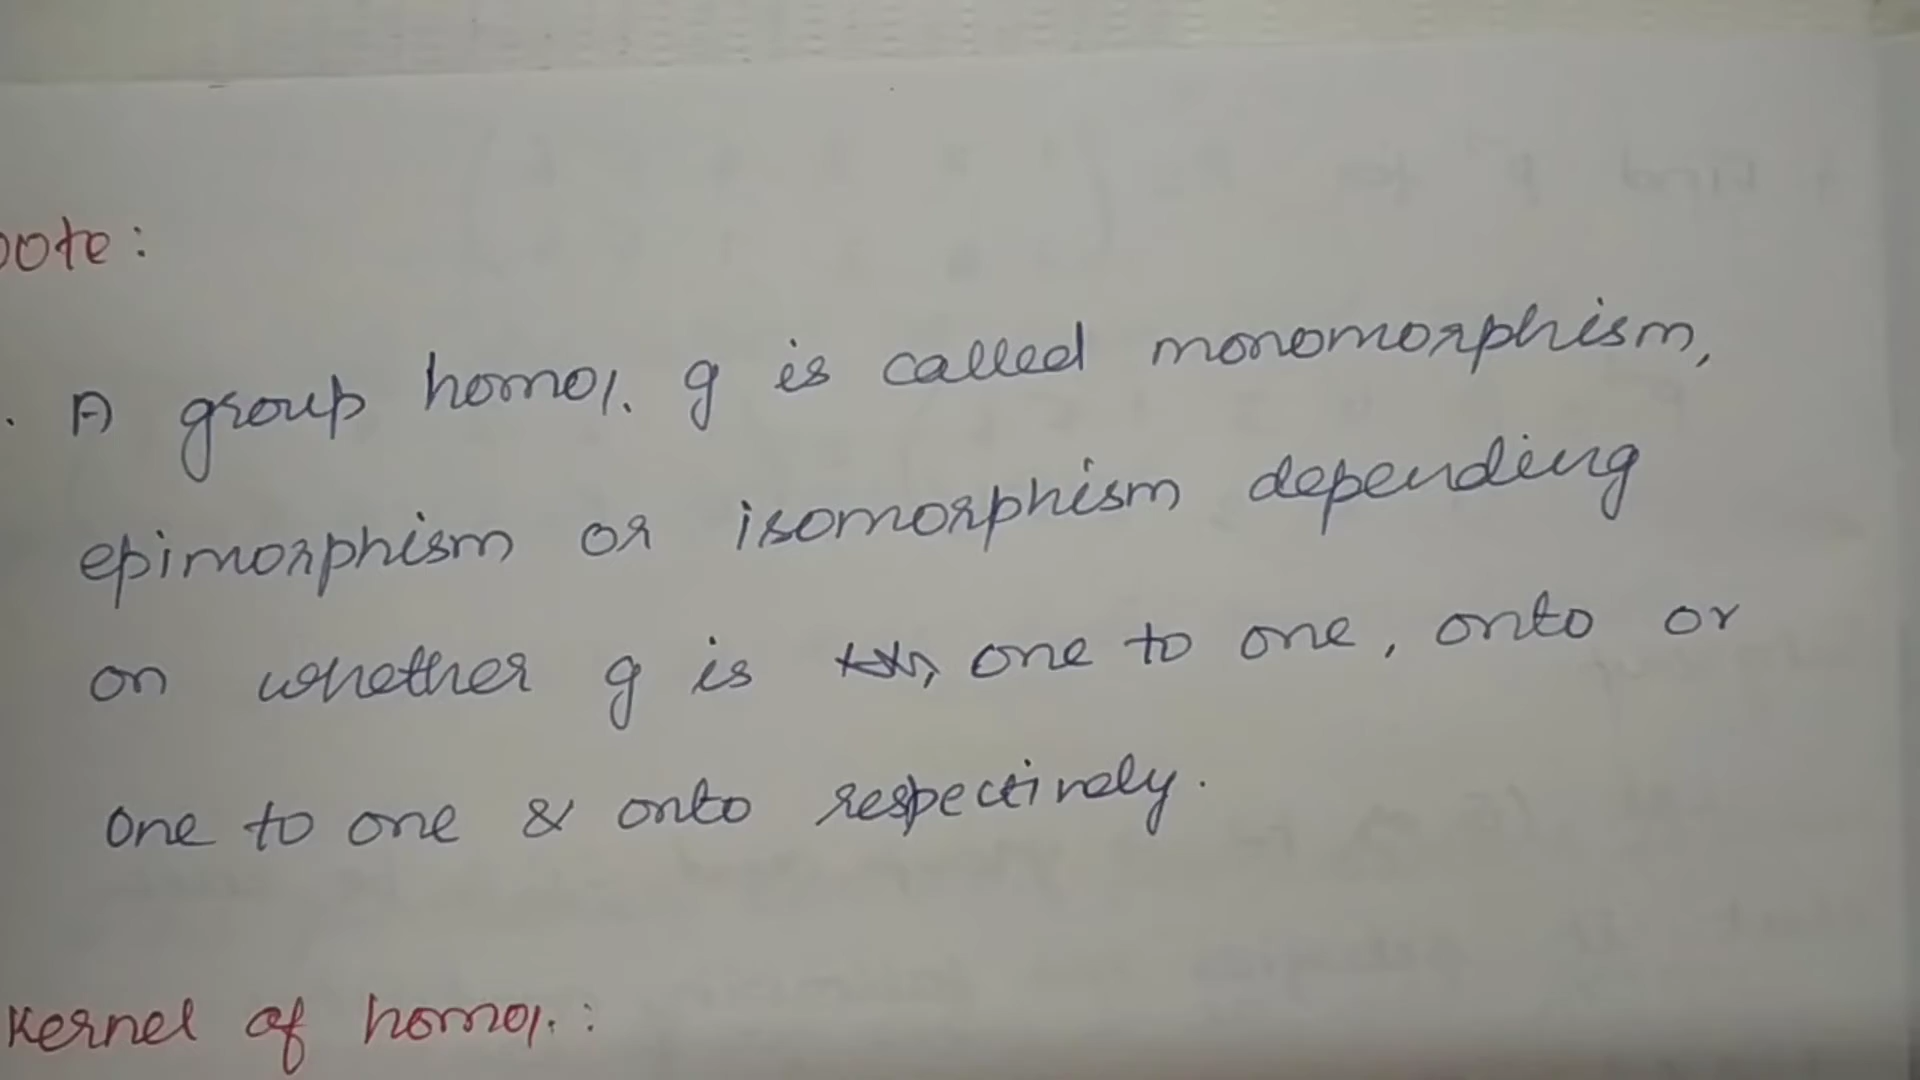 ote:
. A group homo/. g is called monomorphism,
epimorphism or isomorphism depending
on whether g is one to one, onto or
one to one & onto respectively.
Kernel of homo/. :